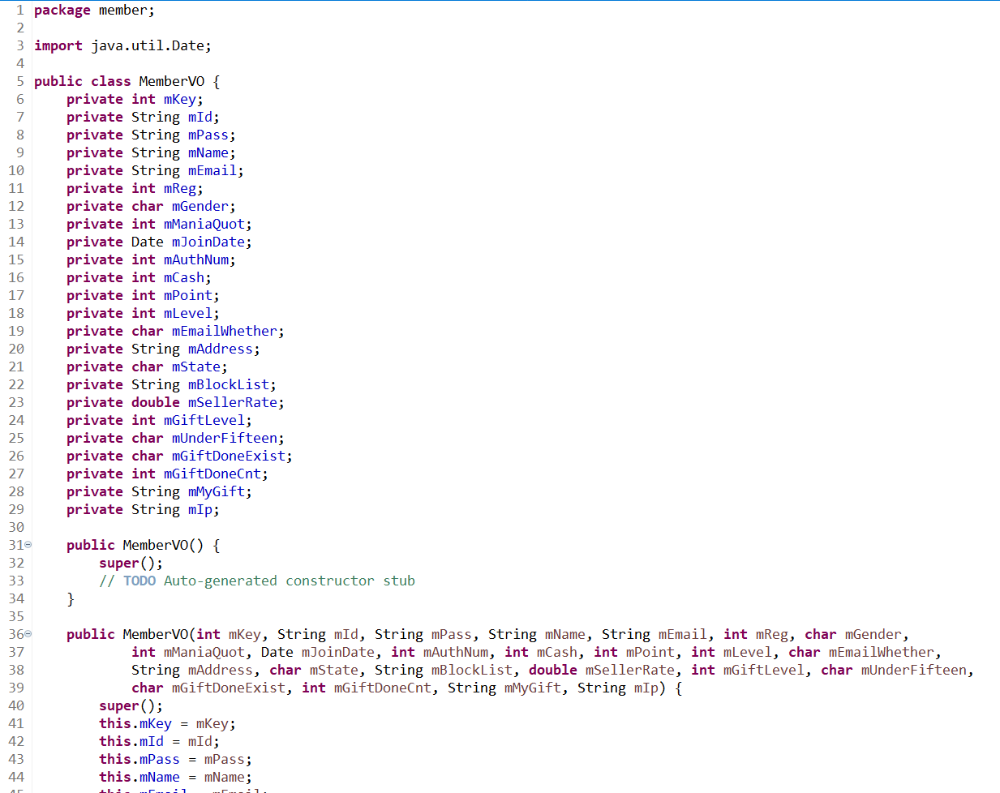 1 package member;
2
3 import java.util.Date;
4
5 public class MemberVO {
6 private int mKey;
7 private String mId;
8 private String mPass;
9 private String mName;
10 private String mEmail;
11 private int mReg;
12 private char mGender;
13 private int mManiaQuot;
14 private Date mJoinDate;
15 private int mAuthNum;
16 private int mCash;
17 private int mPoint;
18 private int mLevel;
19 private char mEmailWhether;
20 private String mAddress;
21 private char mState;
22 private String mBlockList;
23 private double mSellerRate;
24 private int mGiftLevel;
25 private char mUnderFifteen;
26 private char mGiftDoneExist;
27 private int mGiftDoneCnt;
28 private String mMyGift;
29 private String mIp;
30
31 public MemberVO() {
32 super();
33 // TODO Auto-generated constructor stub
34 }
35
36 public MemberVO(int mKey, String mId, String mPass, String mName, String mEmail, int mReg, char mGender,
37 int mManiaQuot, Date mJoinDate, int mAuthNum, int mCash, int mPoint, int mLevel, char mEmailWhether,
38 String mAddress, char mState, String mBlockList, double mSellerRate, int mGiftLevel, char mUnderFifteen,
39 char mGiftDoneExist, int mGiftDoneCnt, String mMyGift, String mIp) {
40 super();
41 this.mKey = mKey;
42 this.mId = mId;
43 this.mPass = mPass;
44 this.mName = mName;
45 this.mEmail = mEmail;